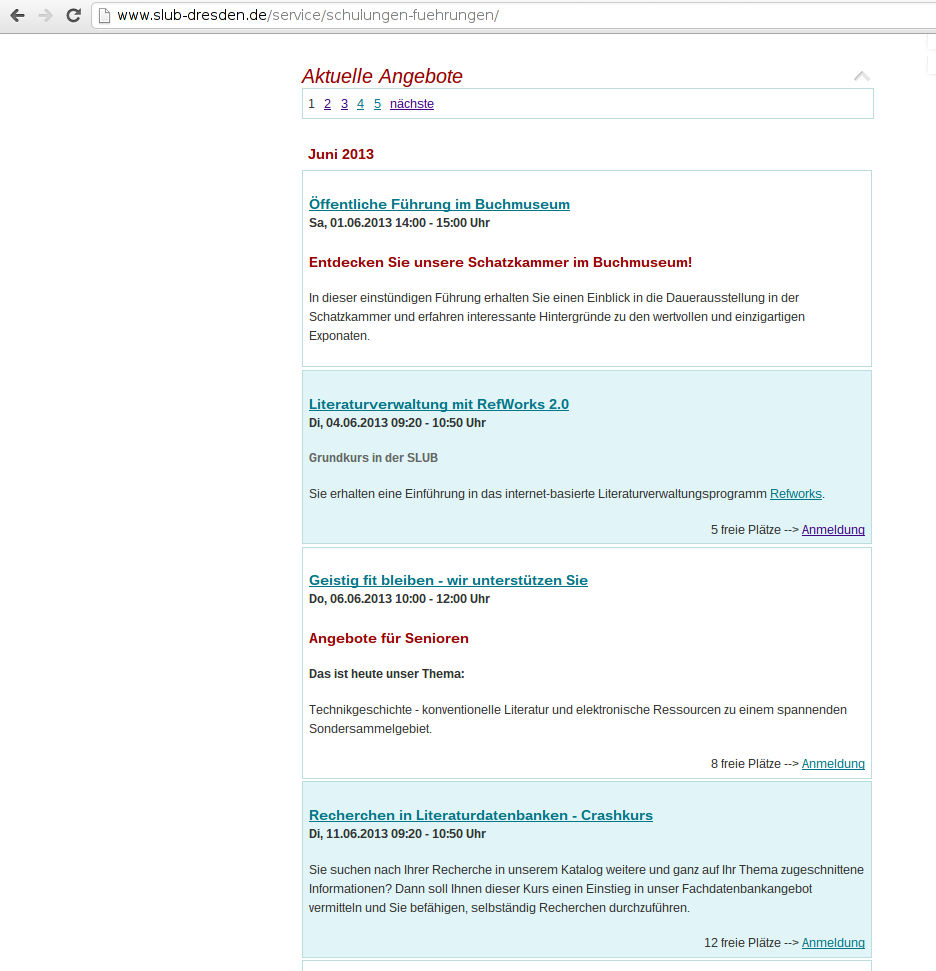 www.slub-dresden.de/service/schulungen-fuehrungen/
Aktuelle Angebote
1 2 3 4 5 nächste
Juni 2013
Öffentliche Führung im Buchmuseum
Sa, 01.06.2013 14:00 - 15:00 Uhr
Entdecken Sie unsere Schatzkammer im Buchmuseum!
In dieser einstündigen Führung erhalten Sie einen Einblick in die Dauerausstellung in der
Schatzkammer und erfahren interessante Hintergründe zu den wertvollen und einzigartigen
Exponaten.
Literaturverwaltung mit RefWorks 2.0
Di, 04.06.2013 09:20 - 10:50 Uhr
Grundkurs in der SLUB
Sie erhalten eine Einführung in das internet-basierte Literaturverwaltungsprogramm Refworks.
5 freie Plätze --> Anmeldung
Geistig fit bleiben - wir unterstützen Sie
Do, 06.06.2013 10:00 - 12:00 Uhr
Angebote für Senioren
Das ist heute unser Thema:
Technikgeschichte - konventionelle Literatur und elektronische Ressourcen zu einem spannenden
Sondersammelgebiet.
8 freie Plätze --> Anmeldung
Recherchen in Literaturdatenbanken - Crashkurs
Di, 11.06.2013 09:20 - 10:50 Uhr
Sie suchen nach Ihrer Recherche in unserem Katalog weitere und ganz auf Ihr Thema zugeschnittene
Informationen? Dann soll Ihnen dieser Kurs einen Einstieg in unser Fachdatenbankangebot
vermitteln und Sie befähigen, selbständig Recherchen durchzuführen.
12 freie Plätze --> Anmeldung